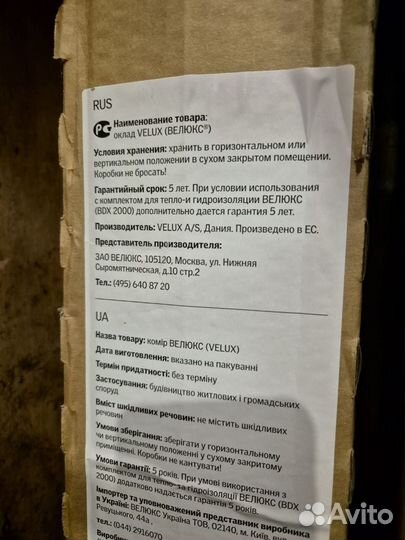 RUS
РС Наименование товара:
оклад VELUX (ВЕЛЮКС®)
Условия хранения: хранить в горизонтальном или
вертикальном положении в сухом закрытом помещении.
Коробки не бросать!
Гарантийный срок: 5 лет. При условии использования
с комплектом для тепло-и гидроизоляции ВЕЛЮКС
(BDX 2000) дополнительно дается гарантия 5 лет.
Производитель: VELUX A/S, Дания. Произведено в ЕС.
Представитель производителя:
ЗАО ВЕЛЮКС, 105120, Москва, ул. Нижняя
Сыромятническая, д.10 стр.2
Тел.: (495) 640 87 20
UA
Назва товару: комір ВЕЛЮКС (VELUX)
Дата виготовлення: вказано на пакуванні
Термін придатності: без терміну
Застосування: будівництво житлових і громадських
споруд
Вміст шкідливих речовин: не містить шкідливих
речовин
Умови зберігання: зберігати у горизонтальному
чи вертикальному положенні у сухому закритому
приміщенні. Коробки не кантувати!
Умови гарантії: 5 років. При умові використання з
комплектом для тепло- та гідроізоляції ВЕЛЮКС (BDX
2000) додатково надається гарантія 5 років.
Імпортер та уповноважений представник виробника
в Україні: ВЕЛЮКС Україна ТОВ, 02140, м. Київ, вул.
Ревуцького, 44а
тел.: (044) 2916070
Avito